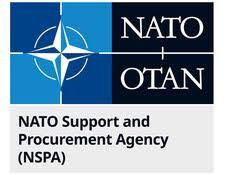 NATO
OTAN
NATO Support and
Procurement Agency
(NSPA)